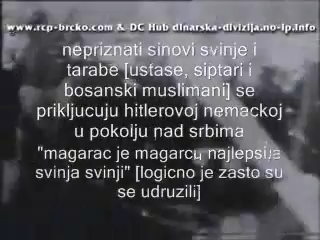 www.rcp-brcko.com & DC Hub dinarska-divizija.no-ip.info
nepriznati sinovi svinje i
tarabe [ustase, siptari i
bosanski muslimani] se
prikljucuju hitlerovoj nemackoj
u pokolju nad srbima
"magarac je magarcu najlepsi,a
svinja svinji" [logicno je zasto su
se udruzili]